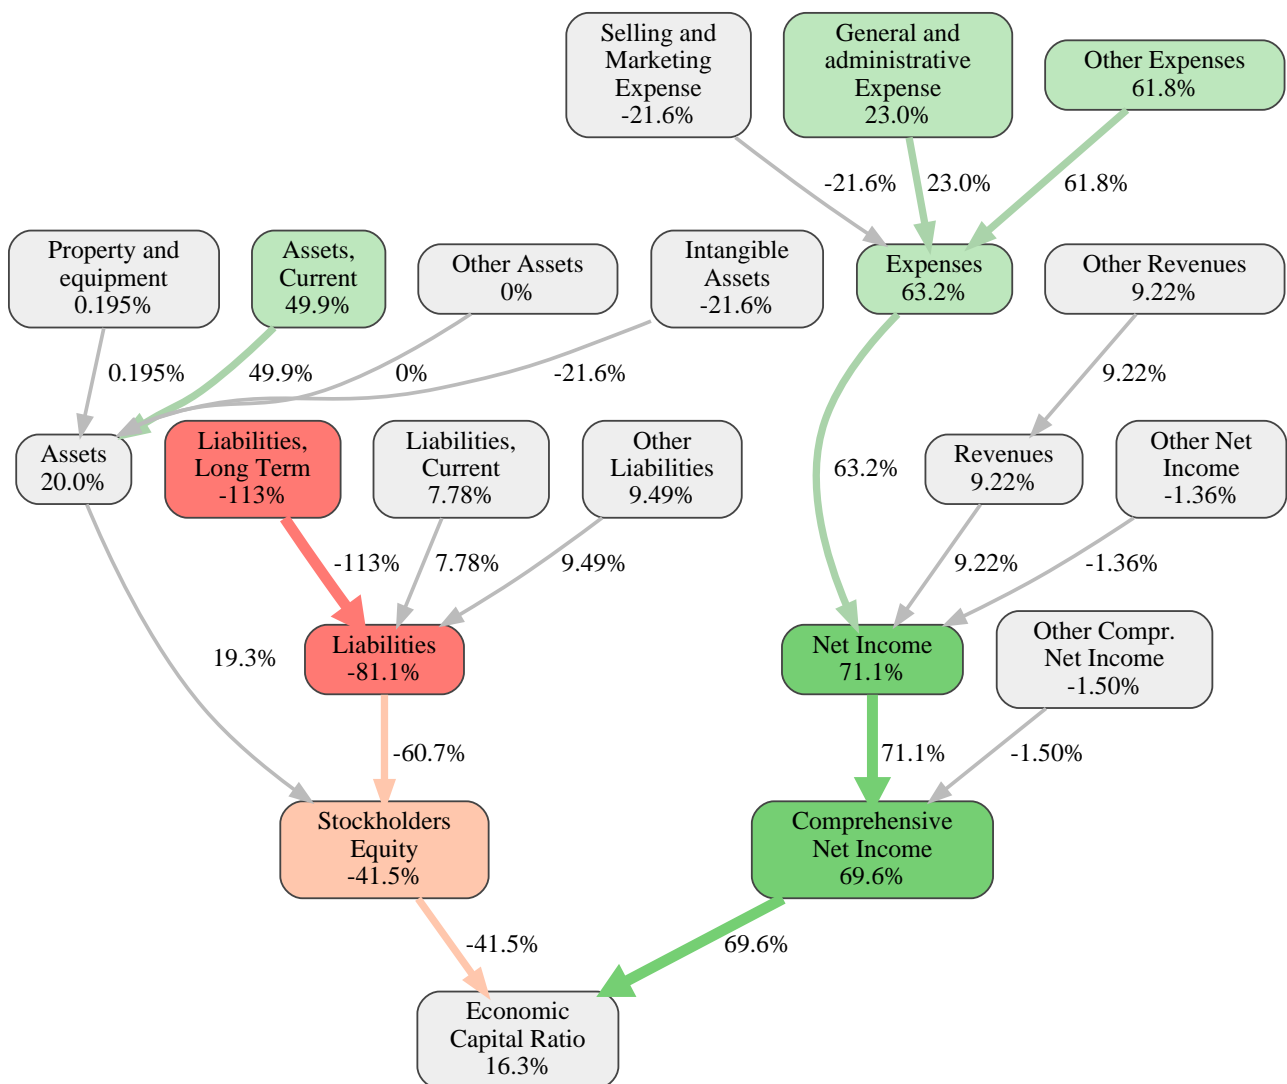 Selling and
Marketing
Expense
-21.6%
General and
administrative
Expense
23.0%
Other Expenses
61.8%
-21.6%
23.0%
61.8%
Property and
equipment
0.195%
Assets,
Current
49.9%
Other Assets
0%
Intangible
Assets
-21.6%
Expenses
63.2%
Other Revenues
9.22%
0.195%
49.9%
0%
-21.6%
9.22%
Assets
20.0%
Liabilities,
Long Term
-113%
Liabilities,
Current
7.78%
Other
Liabilities
9.49%
63.2%
Revenues
9.22%
Other Net
Income
-1.36%
-113%
7.78%
9.49%
9.22%
-1.36%
19.3%
Liabilities
-81.1%
Net Income
71.1%
Other Compr.
Net Income
-1.50%
-60.7%
71.1%
-1.50%
Stockholders
Equity
-41.5%
Comprehensive
Net Income
69.6%
-41.5%
69.6%
Economic
Capital Ratio
16.3%